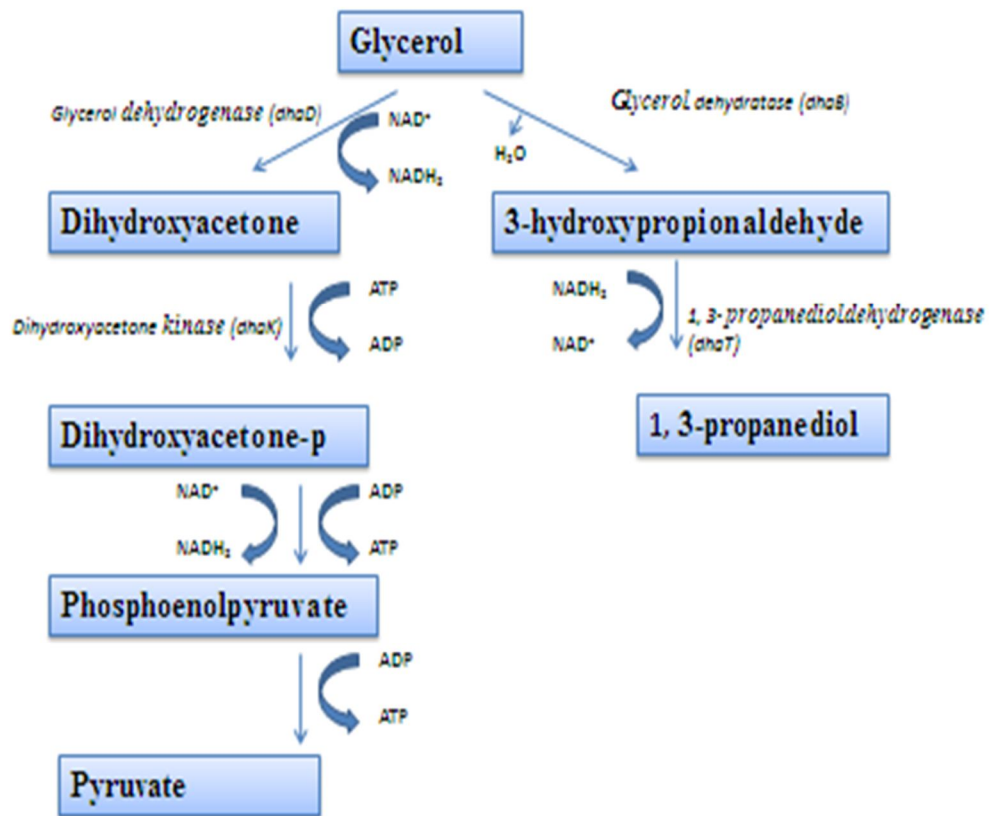 Glycerol
Glycerol dehydrogenase (dhaD)
NAD⁺
NADH₂
H₂O
Glycerol dehydratase (dhaB)
Dihydroxyacetone
3-hydroxypropionaldehyde
Dihydroxyacetone kinase (dhaK)
ATP
ADP
NADH₂
NAD⁺
1, 3- propanedioldehydrogenase
(dhaT)
Dihydroxyacetone-p
1, 3-propanediol
NAD⁺
NADH₂
ADP
ATP
Phosphoenolpyruvate
ADP
ATP
Pyruvate